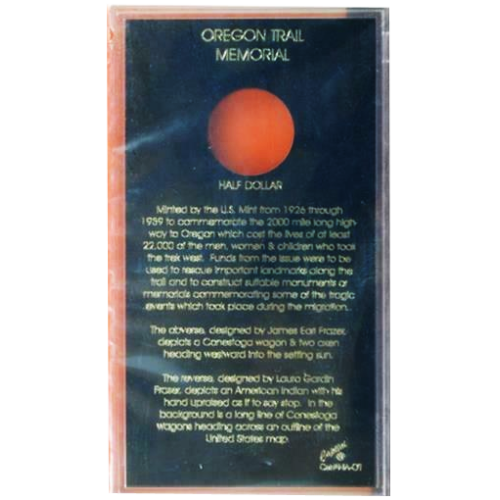 OREGON TRAIL
MEMORIAL
HALF DOLLAR
Minted by the U.S. Mint from 1926 through
1939 to commemorate the 2000 mile long high-
way to Oregon which cost the lives of at least
22,000 of the men, women & children who took
the trek west. Funds from the issue were to be
used to rescue important landmarks along the
trail and to construct suitable monuments or
memorials commemorating some of the tragic
events which took place during the migration.
The obverse, designed by James Earl Frazer,
depicts a Conestoga wagon & two oxen
heading westward into the setting sun.
The reverse, designed by Laura Gardin
Frazer, depicts an American Indian with his
hand upraised as if to say stop. In the
background is a long line of Conestoga
wagons heading across an outline of the
United States map.